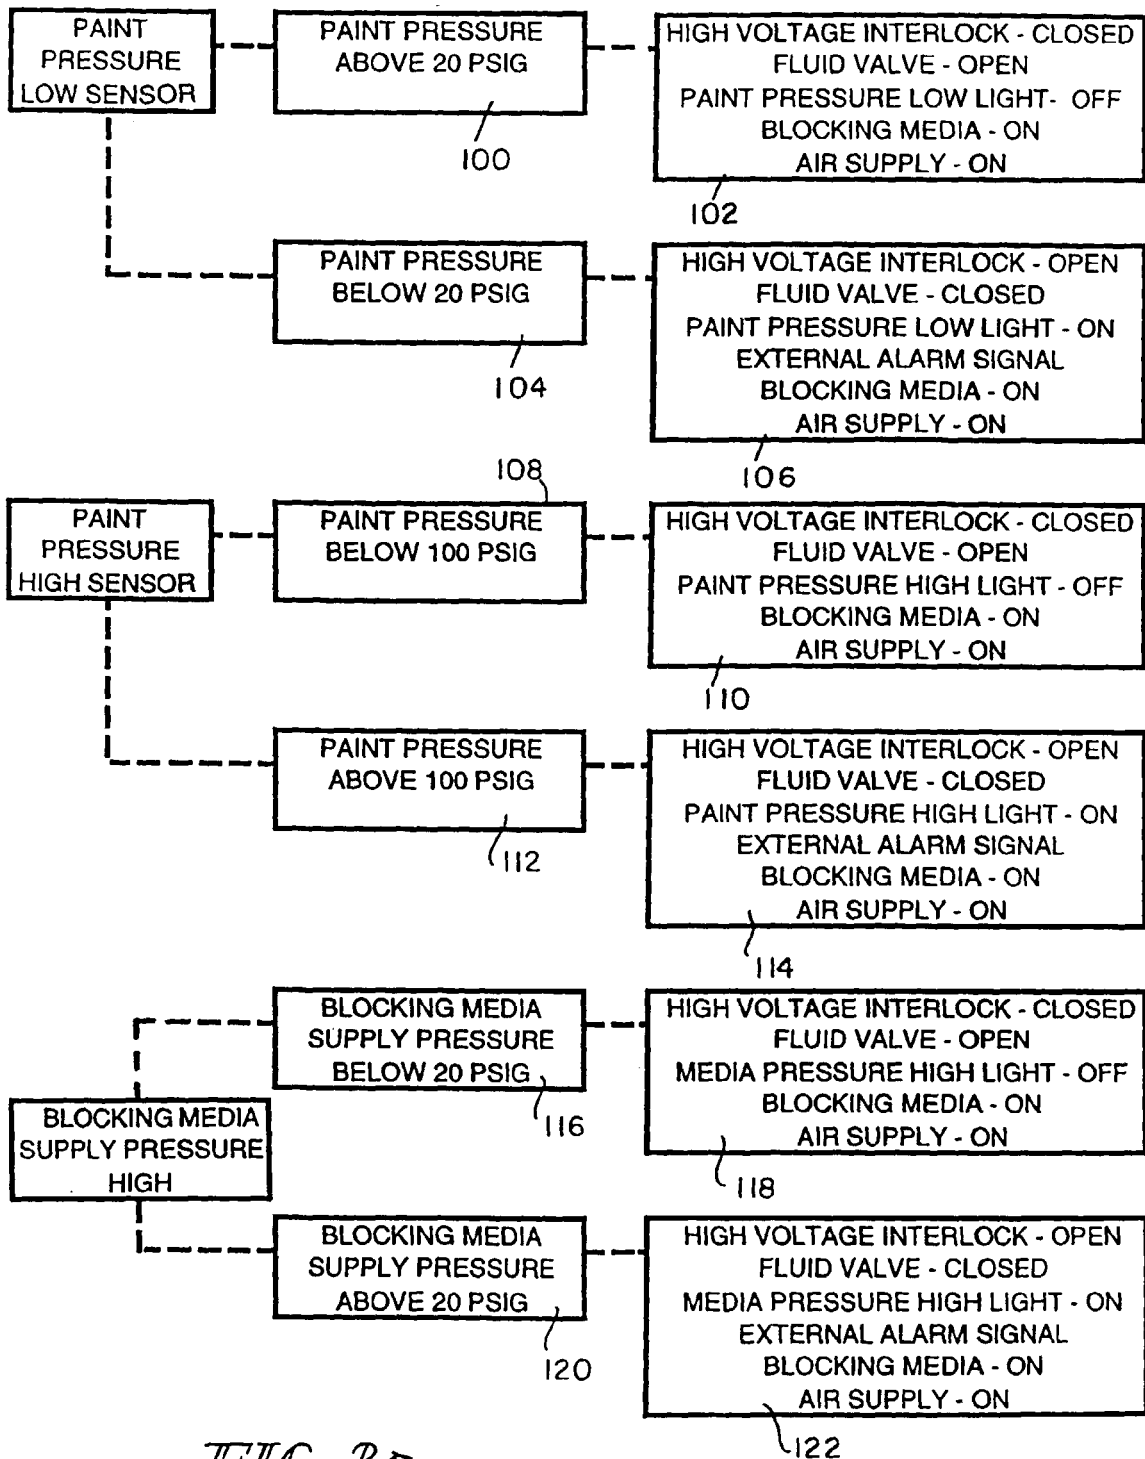 PAINT
PRESSURE
LOW SENSOR
PAINT PRESSURE
ABOVE 20 PSIG
100
HIGH VOLTAGE INTERLOCK - CLOSED
FLUID VALVE - OPEN
PAINT PRESSURE LOW LIGHT- OFF
BLOCKING MEDIA - ON
AIR SUPPLY - ON
102
PAINT PRESSURE
BELOW 20 PSIG
104
HIGH VOLTAGE INTERLOCK - OPEN
FLUID VALVE - CLOSED
PAINT PRESSURE LOW LIGHT - ON
EXTERNAL ALARM SIGNAL
BLOCKING MEDIA - ON
AIR SUPPLY - ON
106
PAINT
PRESSURE
HIGH SENSOR
108
PAINT PRESSURE
BELOW 100 PSIG
HIGH VOLTAGE INTERLOCK - CLOSED
FLUID VALVE - OPEN
PAINT PRESSURE HIGH LIGHT - OFF
BLOCKING MEDIA - ON
AIR SUPPLY - ON
110
PAINT PRESSURE
ABOVE 100 PSIG
112
HIGH VOLTAGE INTERLOCK - OPEN
FLUID VALVE - CLOSED
PAINT PRESSURE HIGH LIGHT - ON
EXTERNAL ALARM SIGNAL
BLOCKING MEDIA - ON
AIR SUPPLY - ON
114
BLOCKING MEDIA
SUPPLY PRESSURE
HIGH
BLOCKING MEDIA
SUPPLY PRESSURE
BELOW 20 PSIG
116
HIGH VOLTAGE INTERLOCK - CLOSED
FLUID VALVE - OPEN
MEDIA PRESSURE HIGH LIGHT - OFF
BLOCKING MEDIA - ON
AIR SUPPLY - ON
118
BLOCKING MEDIA
SUPPLY PRESSURE
ABOVE 20 PSIG
120
HIGH VOLTAGE INTERLOCK - OPEN
FLUID VALVE - CLOSED
MEDIA PRESSURE HIGH LIGHT - ON
EXTERNAL ALARM SIGNAL
BLOCKING MEDIA - ON
AIR SUPPLY - ON
122